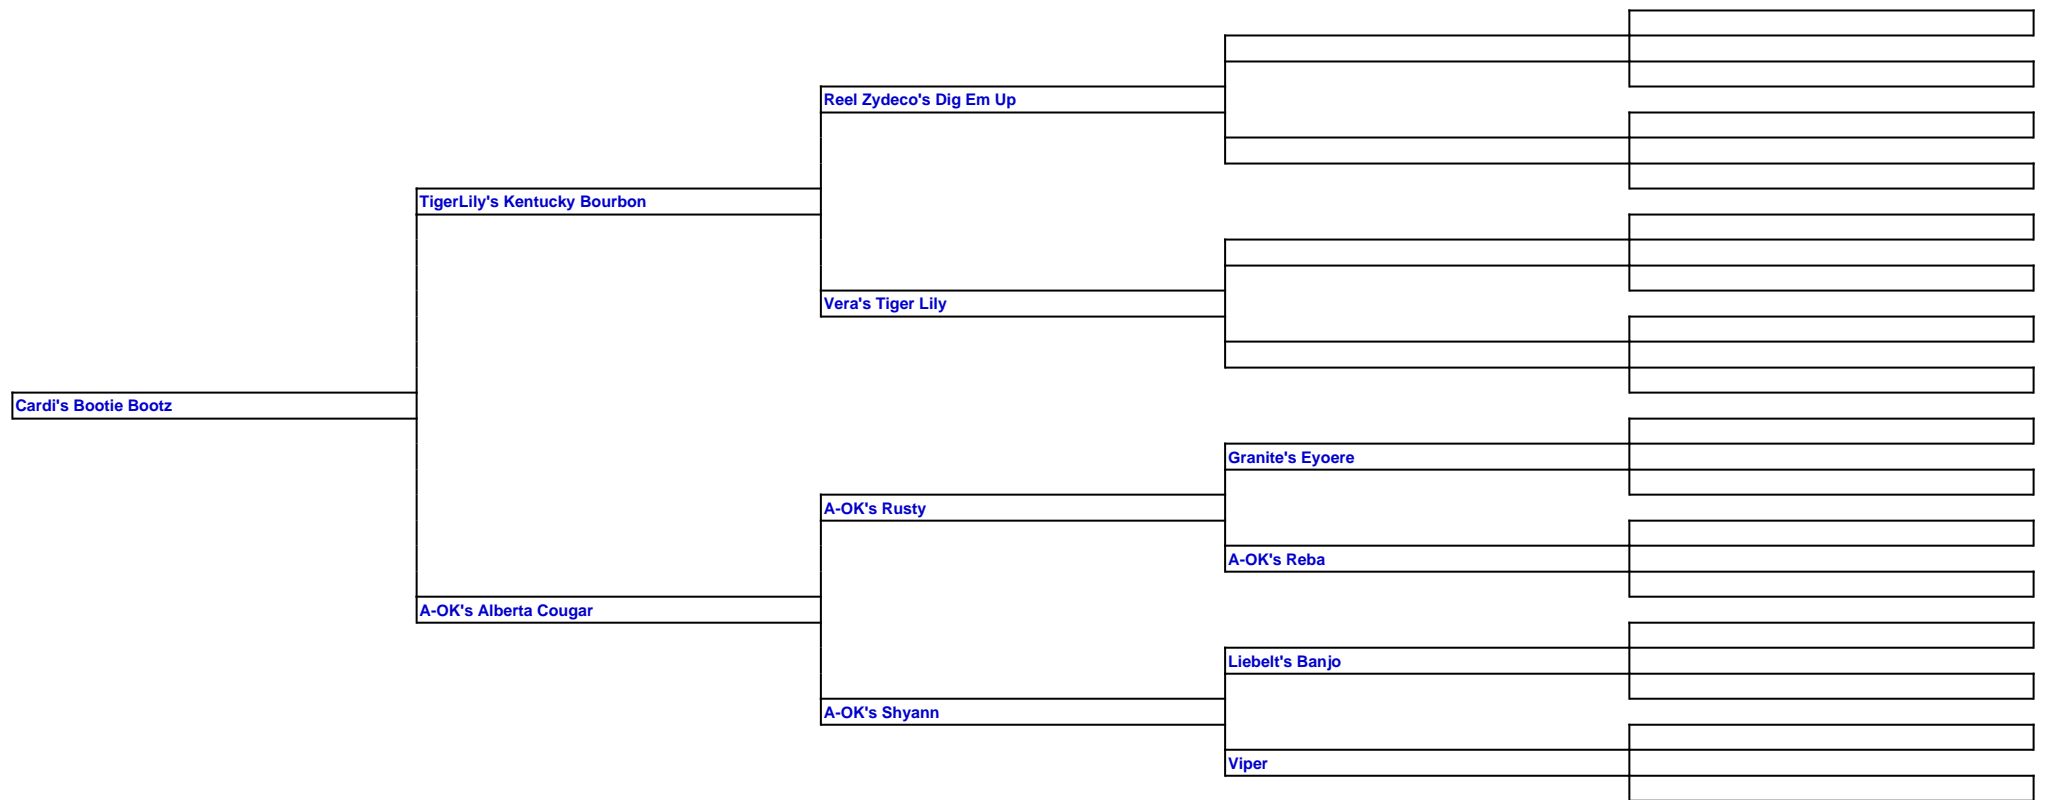 Reel Zydeco's Dig Em Up
TigerLily's Kentucky Bourbon
Vera's Tiger Lily
Cardi's Bootie Bootz
Granite's Eyoere
A-OK's Rusty
A-OK's Reba
A-OK's Alberta Cougar
Liebelt's Banjo
A-OK's Shyann
Viper